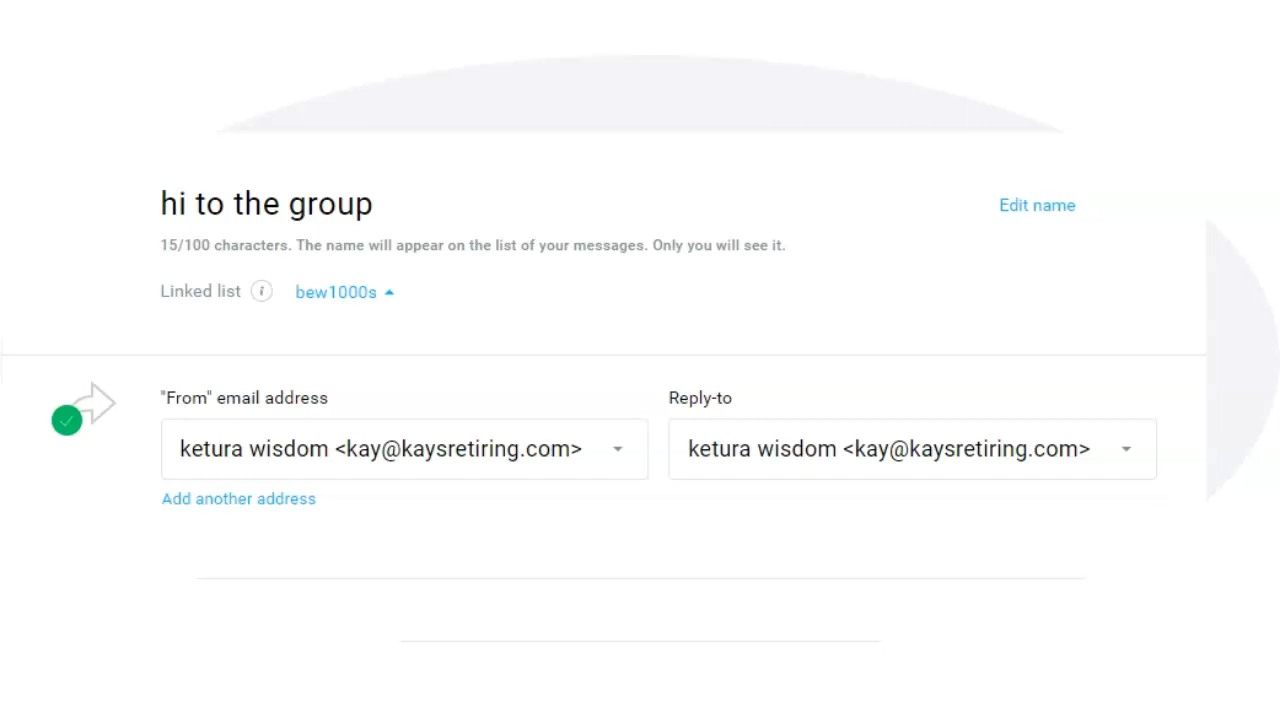 hi to the group
Edit name
15/100 characters. The name will appear on the list of your messages. Only you will see it.
Linked list i bew1000s
"From" email address
Reply-to
ketura wisdom <kay@kaysretiring.com>
ketura wisdom <kay@kaysretiring.com>
Add another address